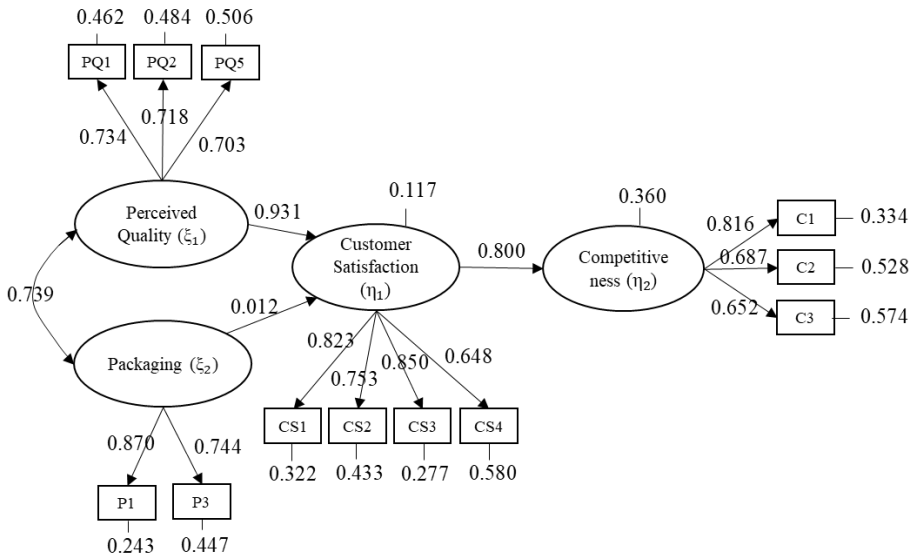 0.462 0.484 0.506
PQ1 PQ2 PQ5
0.718
0.734 0.703
0.117 0.360
Perceived
Quality (ξ₁)
0.931
0.816 C1 0.334
Customer
Satisfaction
(η₁)
0.800
Competitive
ness (η₂)
0.687 C2 0.528
0.739
0.012
0.652 C3 0.574
Packaging (ξ₂)
0.823 0.753 0.850 0.648
0.870 0.744
CS1 CS2 CS3 CS4
0.322 0.433 0.277 0.580
P1 P3
0.243 0.447